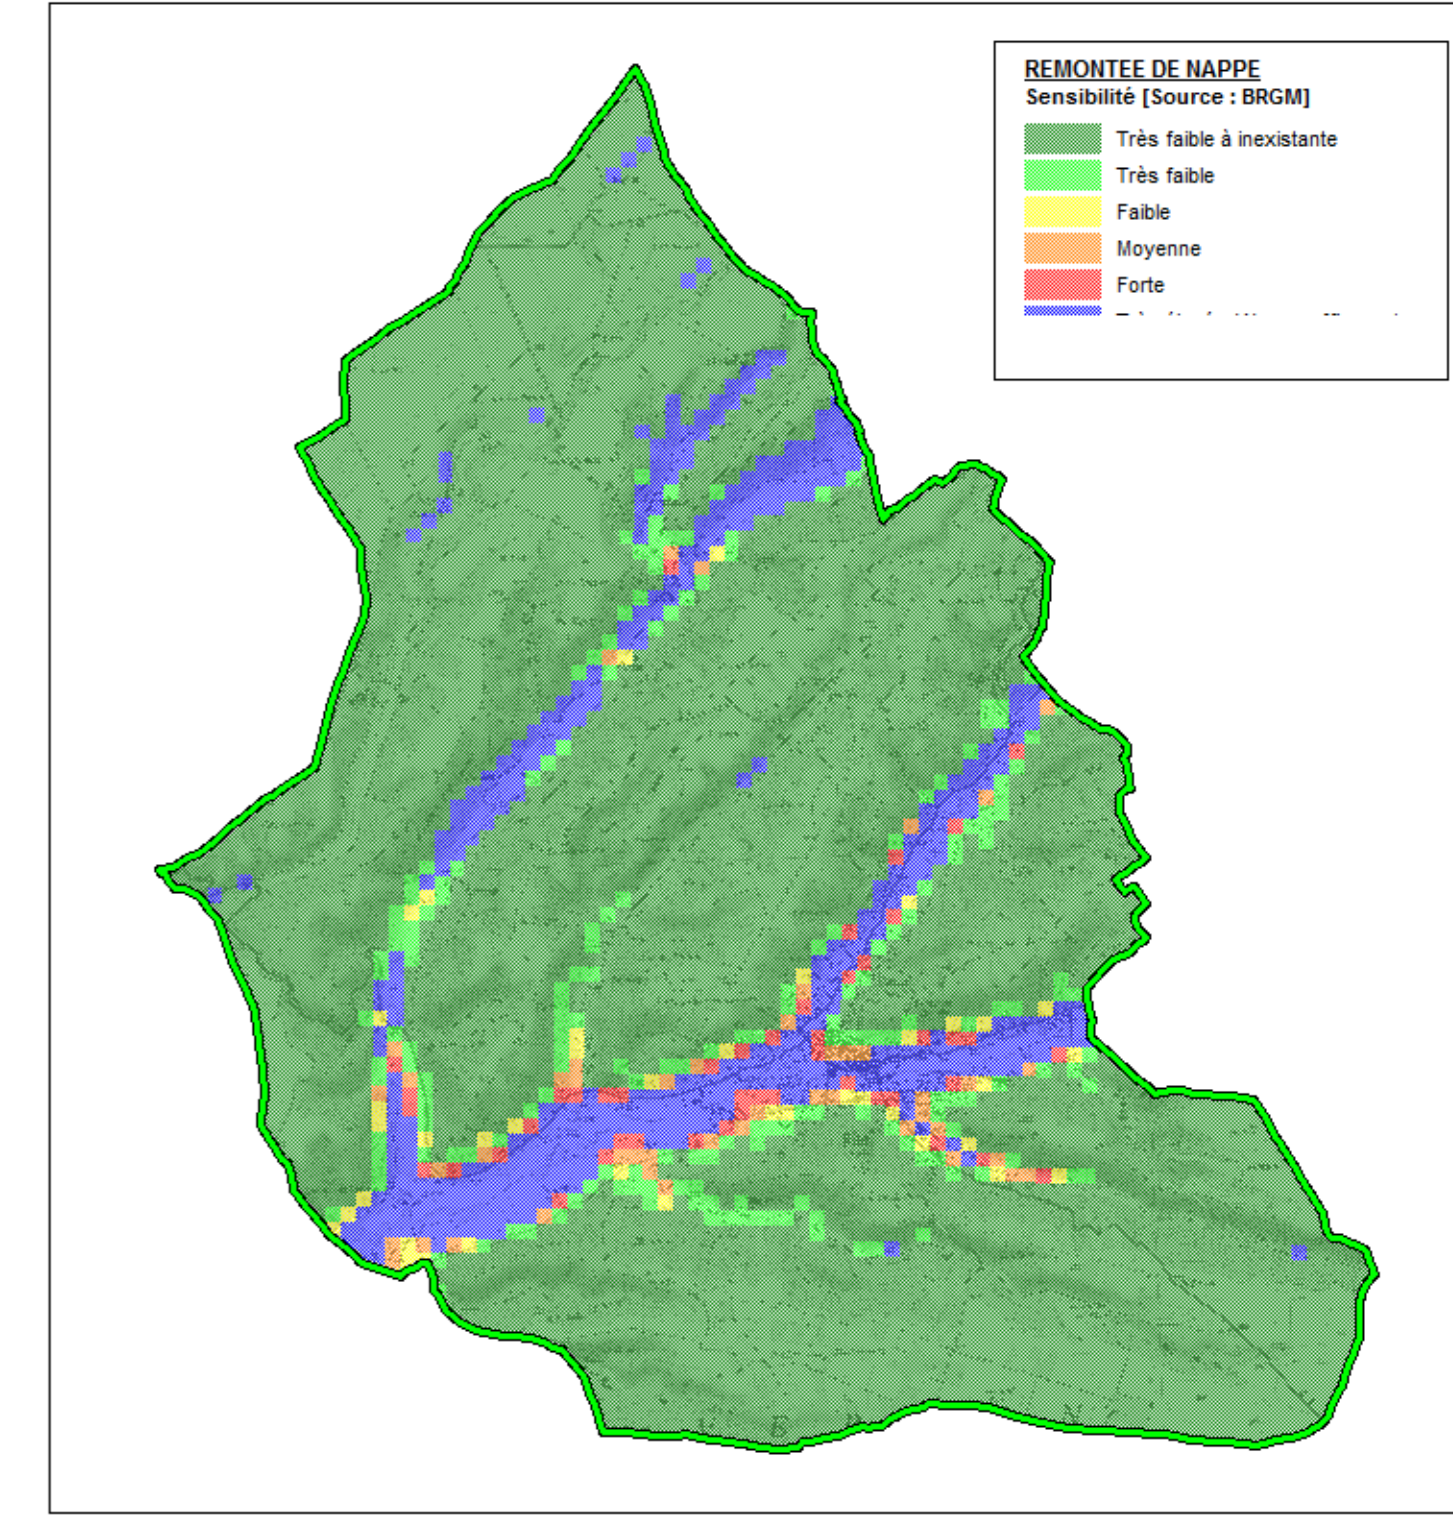 REMONTEE DE NAPPE
Sensibilité [Source : BRGM]
Très faible à inexistante
Très faible
Faible
Moyenne
Forte